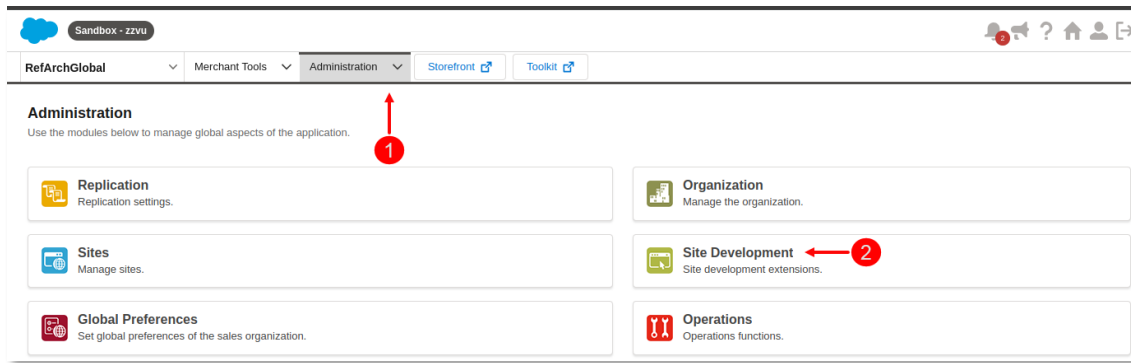 Sandbox - zzvu
2
RefArchGlobal
Merchant Tools
Administration
Storefront
Toolkit
Administration
Use the modules below to manage global aspects of the application.
1
Replication
Replication settings.
Organization
Manage the organization.
Sites
Manage sites.
Site Development
Site development extensions.
2
Global Preferences
Set global preferences of the sales organization.
Operations
Operations functions.